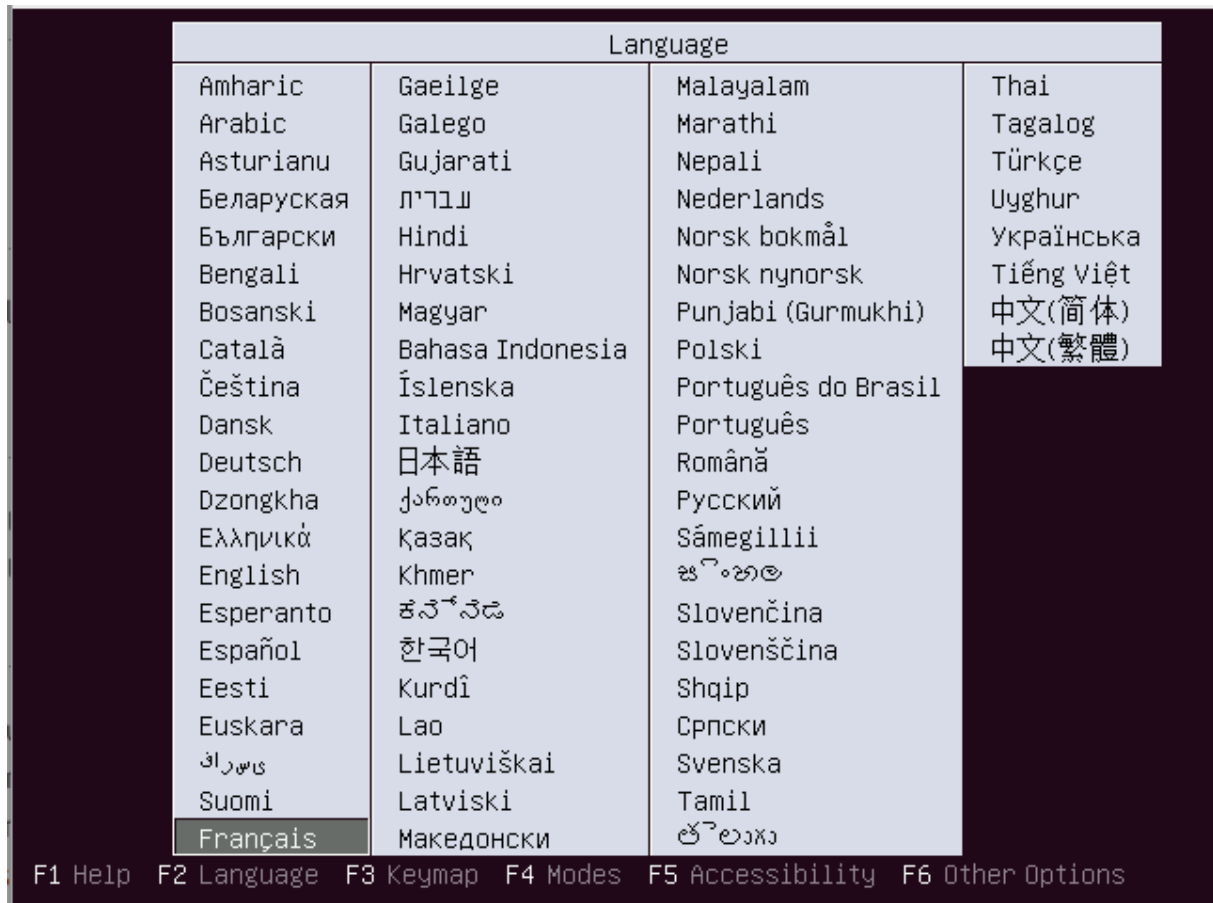 Language
Amharic
Arabic
Asturianu
Беларуская
Български
Bengali
Bosanski
Català
Čeština
Dansk
Deutsch
Dzongkha
Ελληνικά
English
Esperanto
Español
Eesti
Euskara
فارسی
Suomi
Français
Gaeilge
Galego
Gujarati
עברית
Hindi
Hrvatski
Magyar
Bahasa Indonesia
Íslenska
Italiano
日本語
ქართული
Қазақ
Khmer
ಕನ್ನಡ
한국어
Kurdî
Lao
Lietuviškai
Latviski
Македонски
Malayalam
Marathi
Nepali
Nederlands
Norsk bokmål
Norsk nynorsk
Punjabi (Gurmukhi)
Polski
Português do Brasil
Português
Română
Русский
Sámegillii
සිංහල
Slovenčina
Slovenščina
Shqip
Српски
Svenska
Tamil
తెలుగు
Thai
Tagalog
Türkçe
Uyghur
Українська
Tiếng Việt
中文(简体)
中文(繁體)
F1 Help F2 Language F3 Keymap F4 Modes F5 Accessibility F6 Other Options